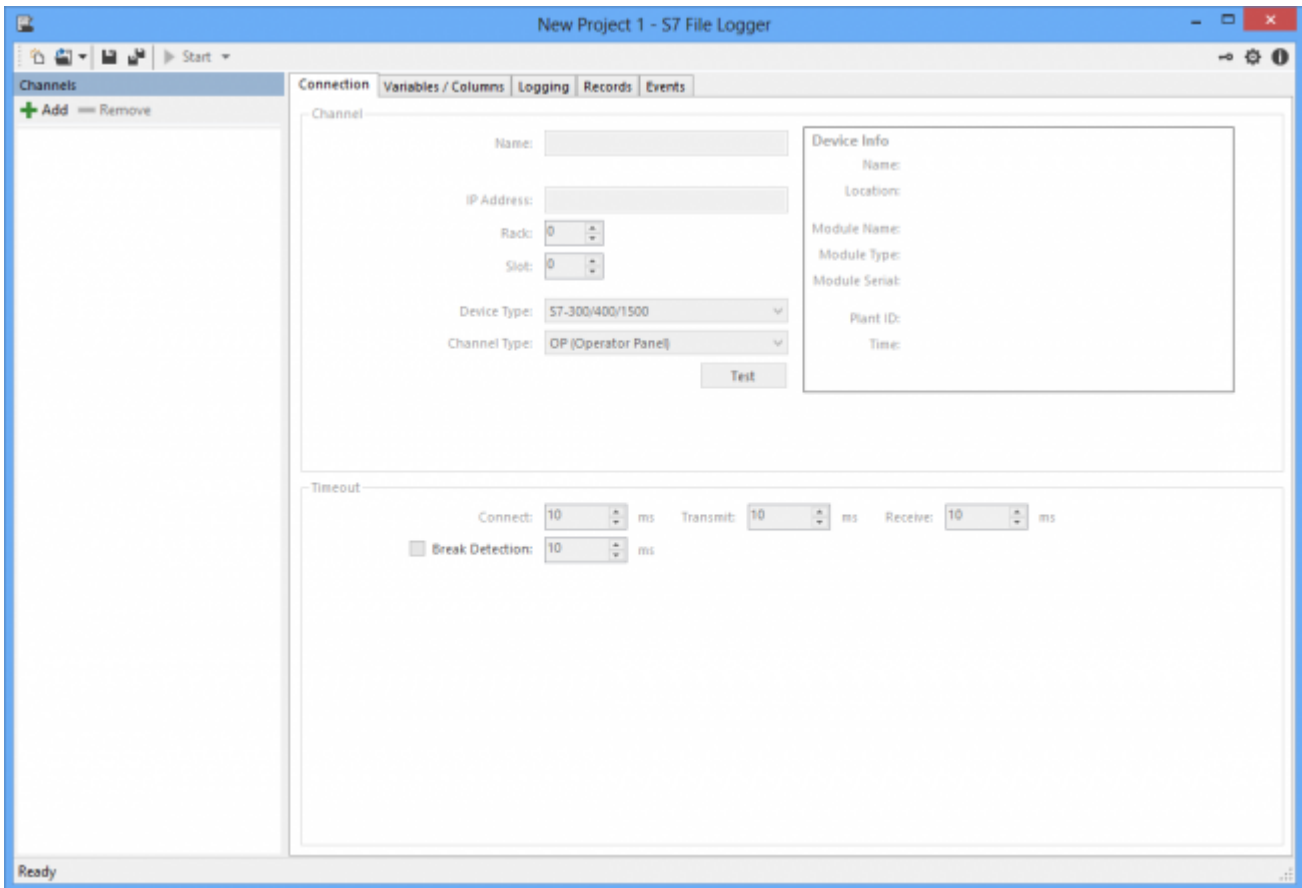 New Project 1 - S7 File Logger
Start
Channels
Add Remove
Connection Variables / Columns Logging Records Events
Channel
Name:
IP Address:
Rack: 0
Slot: 0
Device Type: S7-300/400/1500
Channel Type: OP (Operator Panel)
Test
Device Info
Name:
Location:
Module Name:
Module Type:
Module Serial:
Plant ID:
Time:
Timeout
Connect: 10 ms Transmit: 10 ms Receive: 10 ms
Break Detection: 10 ms
Ready